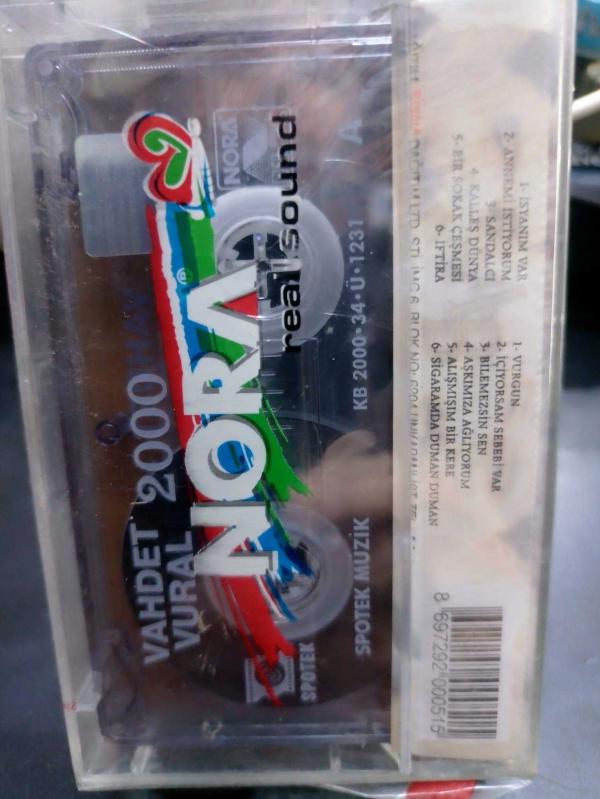 VAHDET
VURAL 2000
NORA
®
real sound
NORA
A
SPOTEK
SPOTEK MÜZİK KB 2000•34•U•1231
1- İSYANIM VAR
2- ANNEMİ İSTİYORUM
3- SANDALCI
4- KALLEŞ DÜNYA
5- BİR SOKAK ÇEŞMESİ
6- İFTİRA
1- VURGUN
2- İÇİYORSAM SEBEBİ VAR
3- BİLEMEZSİN SEN
4- AŞKIMIZA AĞLIYORUM
5- ALIŞMIŞIM BİR KERE
6- SİGARAMDA DUMAN DUMAN
8 697292 000515